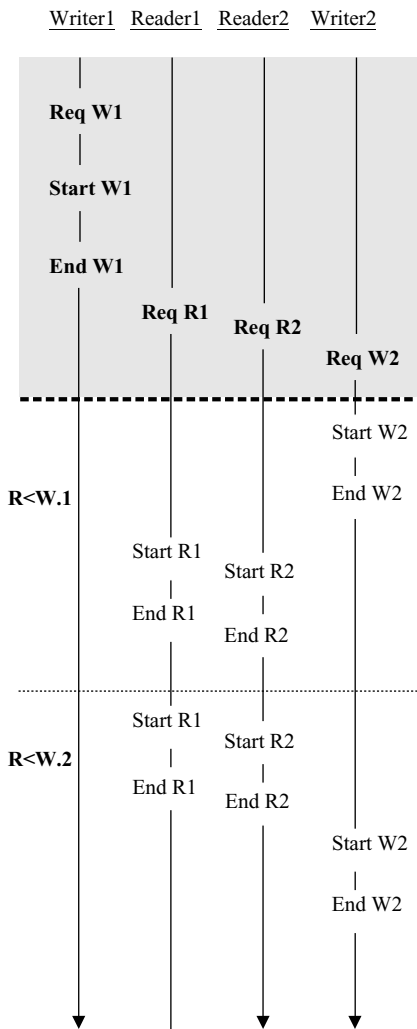 Writer1 Reader1 Reader2 Writer2
Req W1
Start W1
End W1
Req R1
Req R2
Req W2
Start W2
R<W.1
End W2
Start R1
Start R2
End R1
End R2
Start R1
Start R2
R<W.2
End R1
End R2
Start W2
End W2